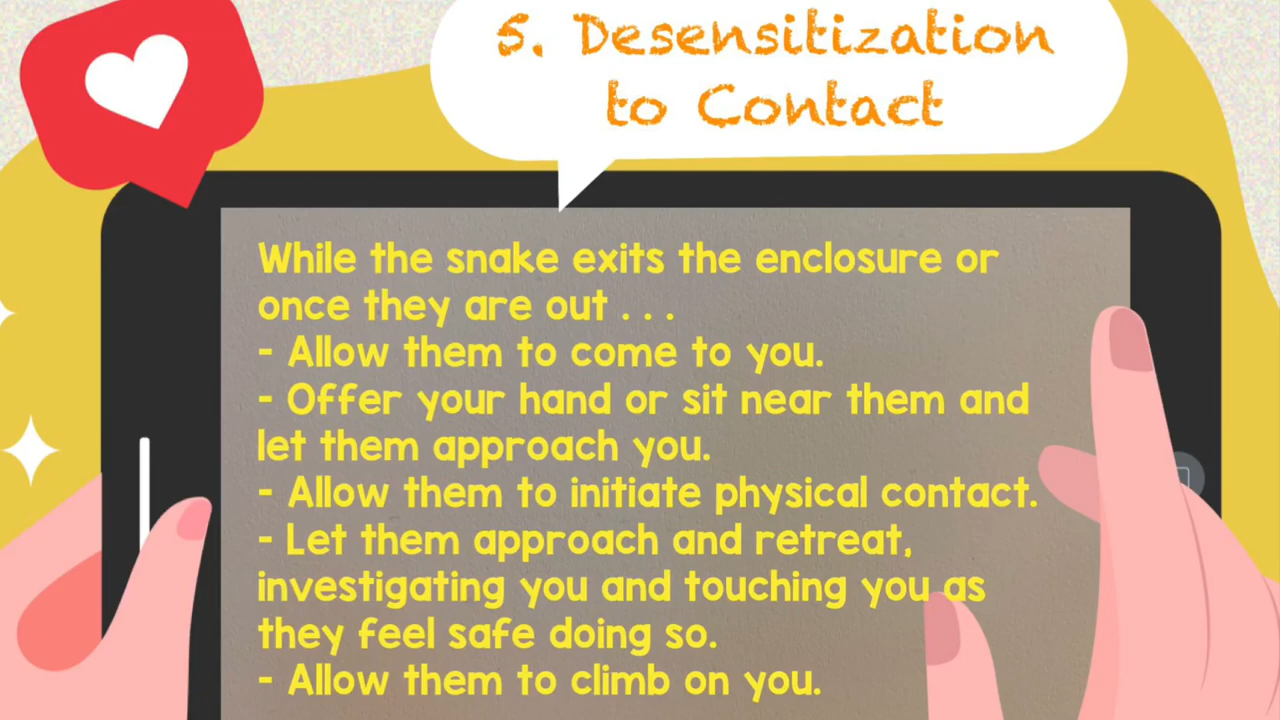 5. Desensitization
to Contact
While the snake exits the enclosure or
once they are out . . .
- Allow them to come to you.
- Offer your hand or sit near them and
let them approach you.
- Allow them to initiate physical contact.
- Let them approach and retreat,
investigating you and touching you as
they feel safe doing so.
- Allow them to climb on you.